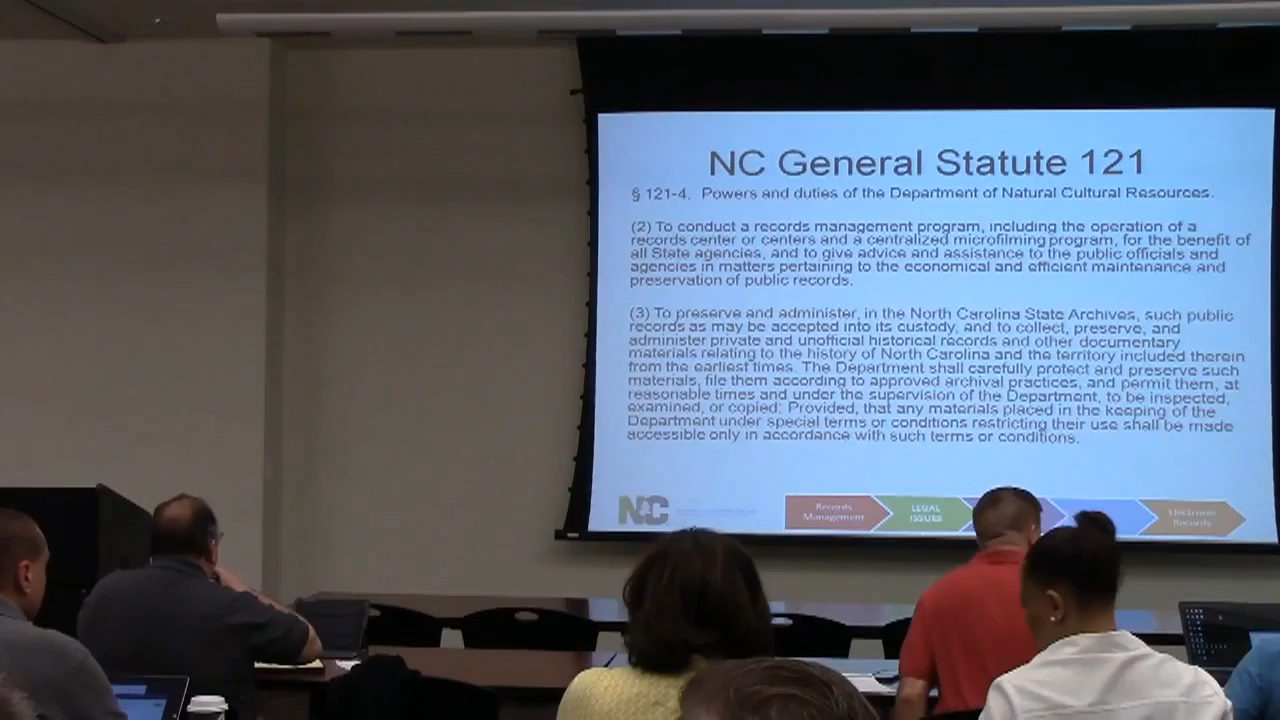 NC General Statute 121
§ 121-4. Powers and duties of the Department of Natural Cultural Resources.
(2) To conduct a records management program, including the operation of a
records center or centers and a centralized microfilming program, for the benefit of
all State agencies, and to give advice and assistance to the public officials and
agencies in matters pertaining to the economical and efficient maintenance and
preservation of public records.
(3) To preserve and administer, in the North Carolina State Archives, such public
records as may be accepted into its custody, and to collect, preserve, and
administer private and unofficial historical records and other documentary
materials relating to the history of North Carolina and the territory included therein
from the earliest times. The Department shall carefully protect and preserve such
materials, file them according to approved archival practices, and permit them, at
reasonable times and under the supervision of the Department, to be inspected,
examined, or copied: Provided, that any materials placed in the keeping of the
Department under special terms or conditions restricting their use shall be made
accessible only in accordance with such terms or conditions.
NC
Records
Management
LEGAL
ISSUES
Electronic
Records